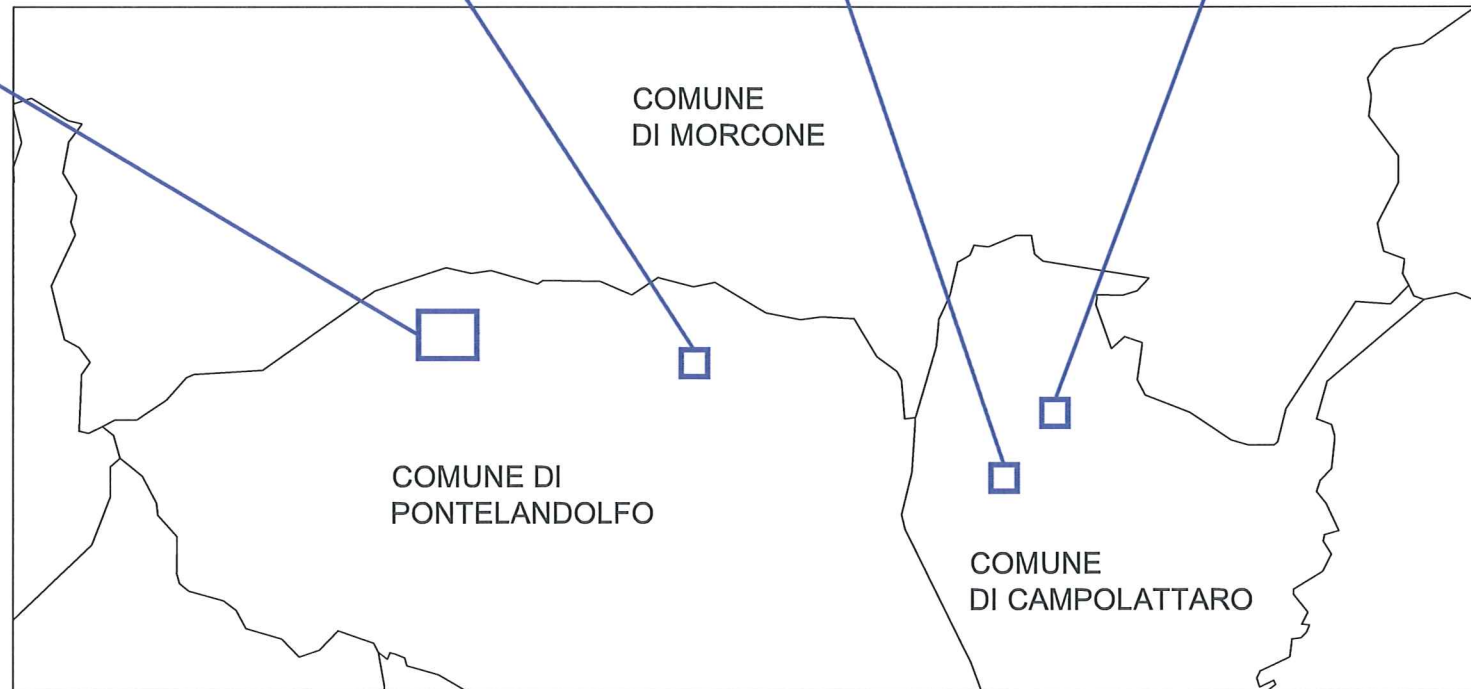 COMUNE
DI MORCONE
COMUNE DI
PONTELANDOLFO
COMUNE
DI CAMPOLATTARO